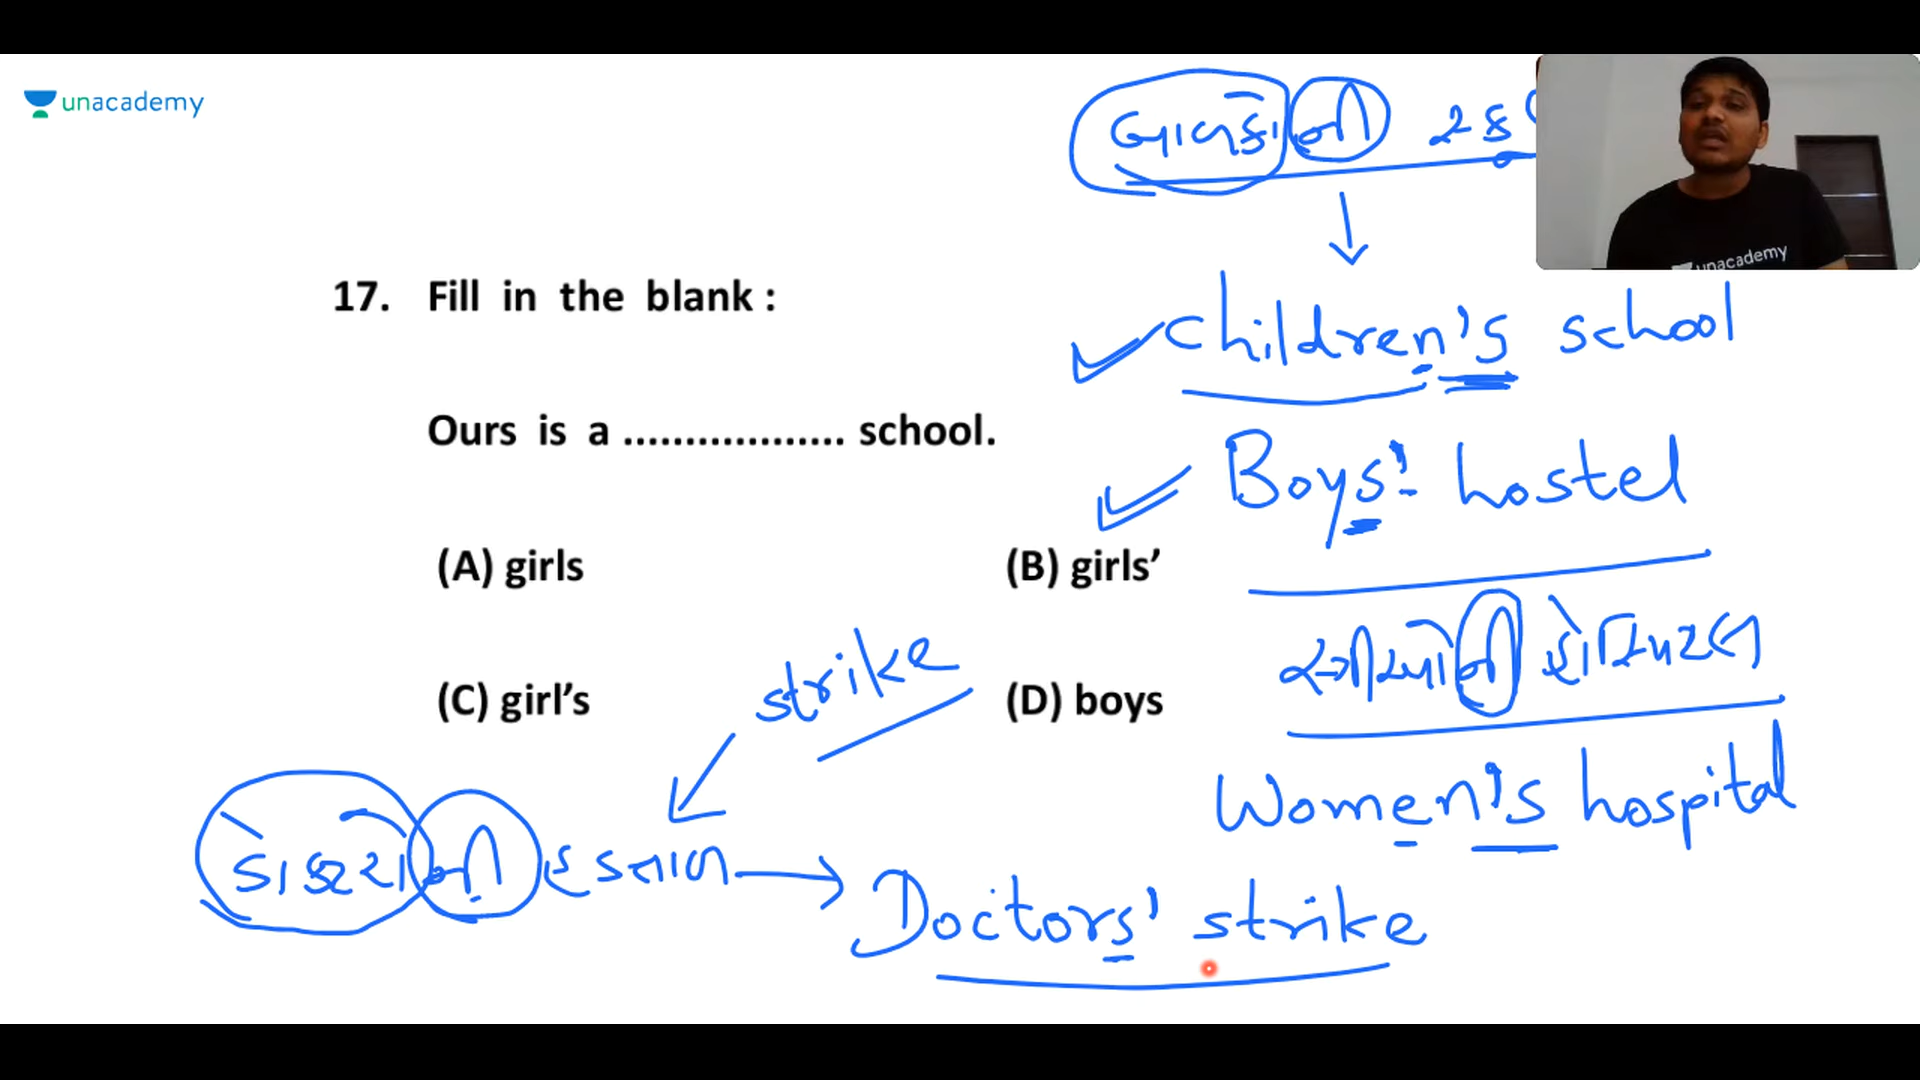 unacademy
બાળકોની
17. Fill in the blank :
children's school
Ours is a .................. school.
Boys' hostel
(A) girls (B) girls'
સ્ત્રીઓની હોસ્પિટલ
strike
(C) girl's (D) boys
Women's hospital
ડૉક્ટરોની હડતાળ
Doctors' strike
unacademy